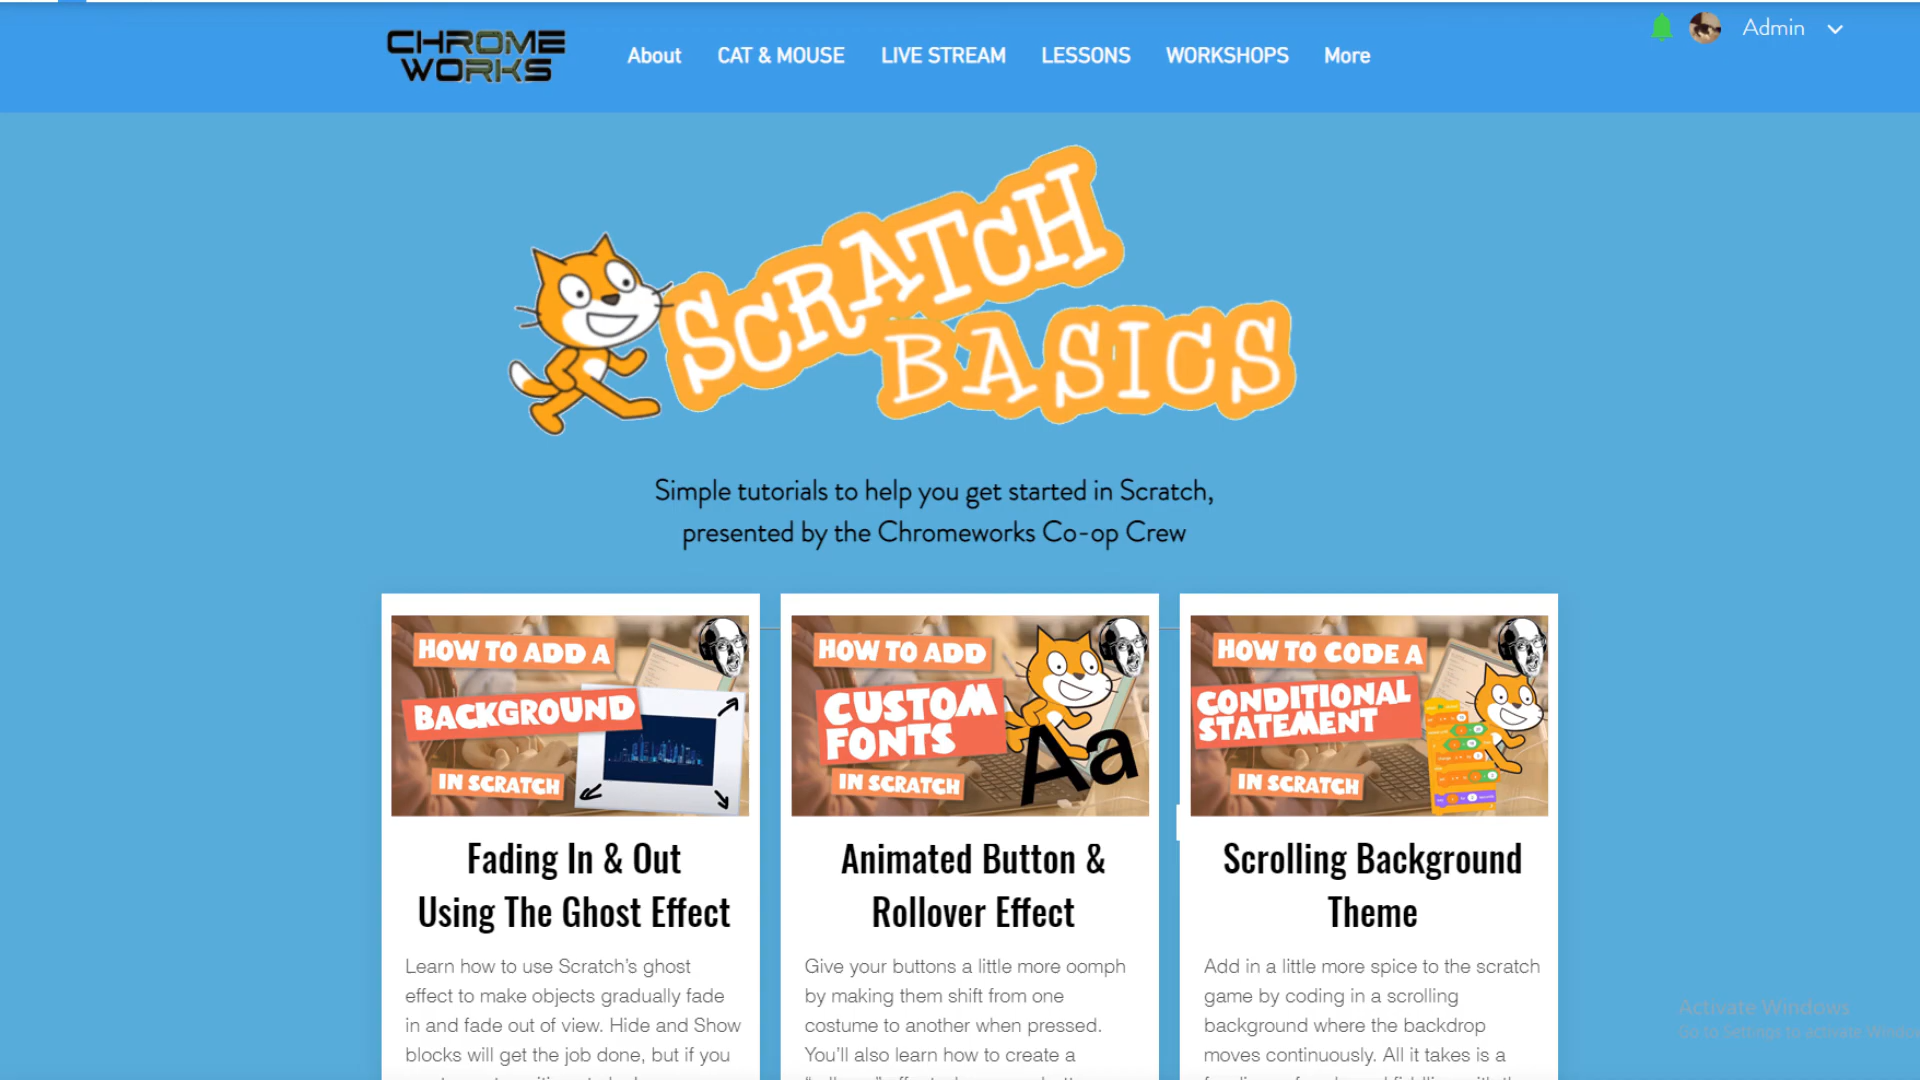 CHROME
WORKS
About
CAT & MOUSE
LIVE STREAM
LESSONS
WORKSHOPS
More
Admin
SCRATCH
BASICS
Simple tutorials to help you get started in Scratch,
presented by the Chromeworks Co-op Crew
HOW TO ADD A
BACKGROUND
IN SCRATCH
Fading In & Out
Using The Ghost Effect
Learn how to use Scratch's ghost
effect to make objects gradually fade
in and fade out of view. Hide and Show
blocks will get the job done, but if you
HOW TO ADD
CUSTOM
FONTS
Aa
IN SCRATCH
Animated Button &
Rollover Effect
Give your buttons a little more oomph
by making them shift from one
costume to another when pressed.
You'll also learn how to create a
HOW TO CODE A
CONDITIONAL
STATEMENT
IN SCRATCH
Scrolling Background
Theme
Add in a little more spice to the scratch
game by coding in a scrolling
background where the backdrop
moves continuously. All it takes is a
Activate Windows
Go to Settings to activate Windows